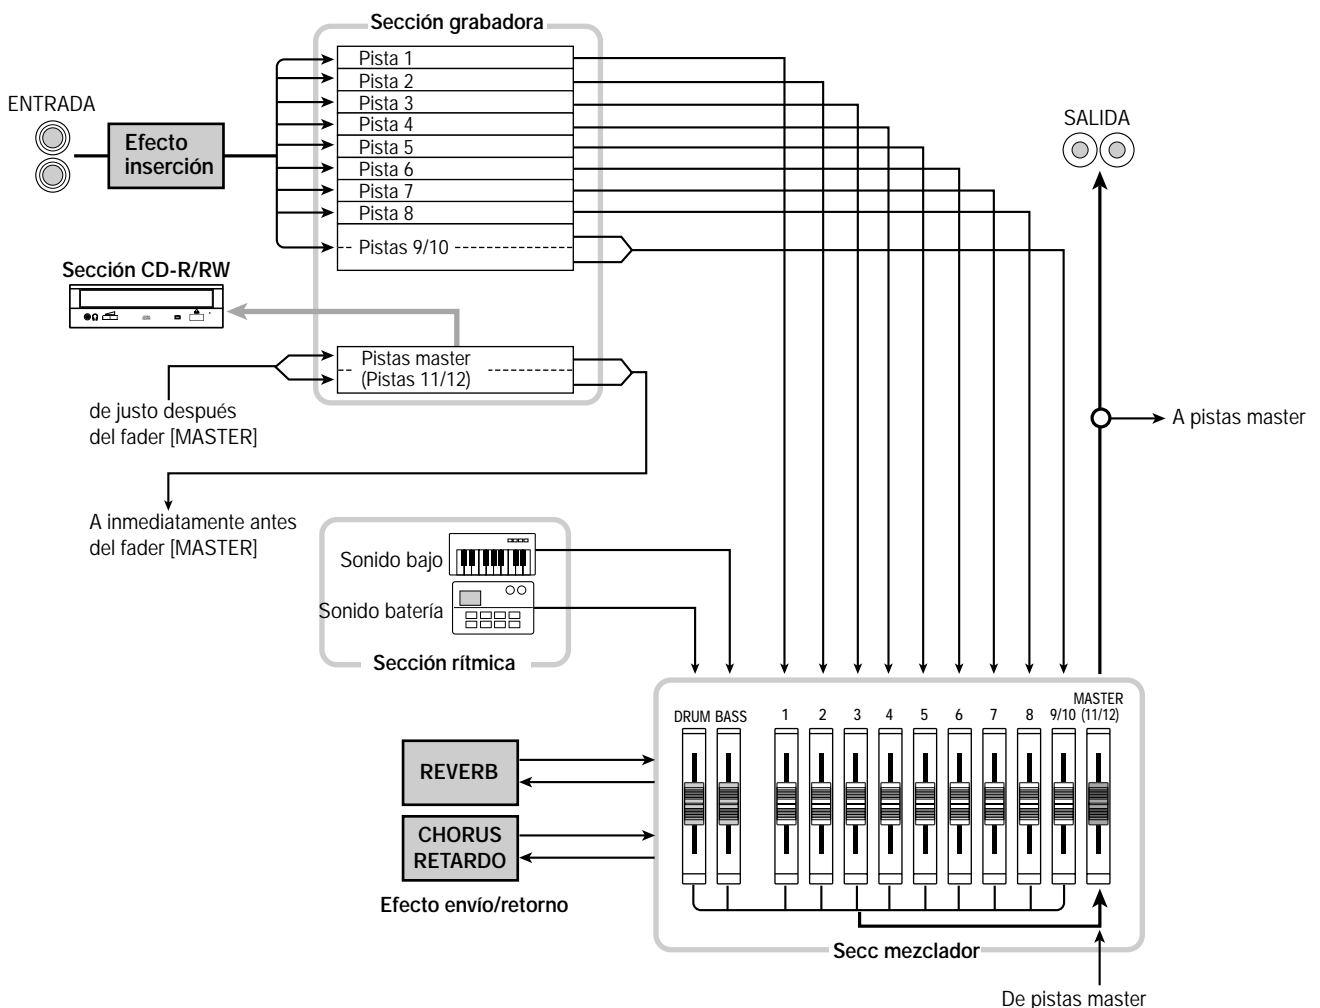 Sección grabadora
Pista 1
Pista 2
Pista 3
Pista 4
Pista 5
Pista 6
Pista 7
Pista 8
Pistas 9/10
ENTRADA
Efecto
inserción
SALIDA
Sección CD-R/RW
Pistas master
(Pistas 11/12)
de justo después
del fader [MASTER]
A pistas master
A inmediatamente antes
del fader [MASTER]
Sonido bajo
Sonido batería
Sección rítmica
DRUM BASS 1 2 3 4 5 6 7 8 9/10 MASTER
(11/12)
REVERB
CHORUS
RETARDO
Efecto envío/retorno
Secc mezclador
De pistas master